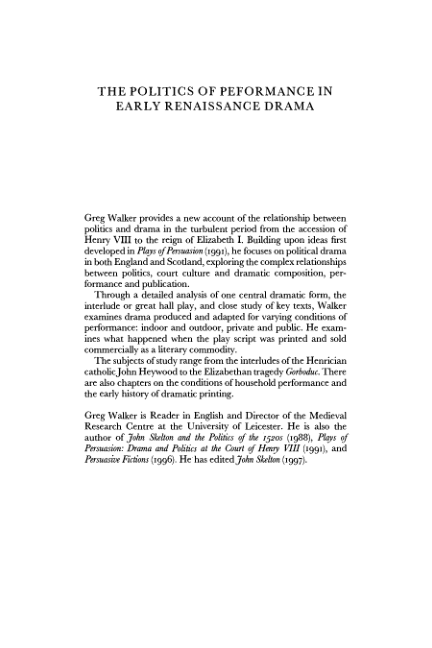 THE POLITICS OF PEFORMANCE IN
EARLY RENAISSANCE DRAMA
Greg Walker provides a new account of the relationship between
politics and drama in the turbulent period from the accession of
Henry VIII to the reign of Elizabeth I. Building upon ideas first
developed in Plays of Persuasion (1991), he focuses on political drama
in both England and Scotland, exploring the complex relationships
between politics, court culture and dramatic composition, per-
formance and publication.
Through a detailed analysis of one central dramatic form, the
interlude or great hall play, and close study of key texts, Walker
examines drama produced and adapted for varying conditions of
performance: indoor and outdoor, private and public. He exam-
ines what happened when the play script was printed and sold
commercially as a literary commodity.
The subjects of study range from the interludes of the Henrician
catholic John Heywood to the Elizabethan tragedy Gorboduc. There
are also chapters on the conditions of household performance and
the early history of dramatic printing.
Greg Walker is Reader in English and Director of the Medieval
Research Centre at the University of Leicester. He is also the
author of John Skelton and the Politics of the 1520s (1988), Plays of
Persuasion: Drama and Politics at the Court of Henry VIII (1991), and
Persuasive Fictions (1996). He has edited John Skelton (1997).